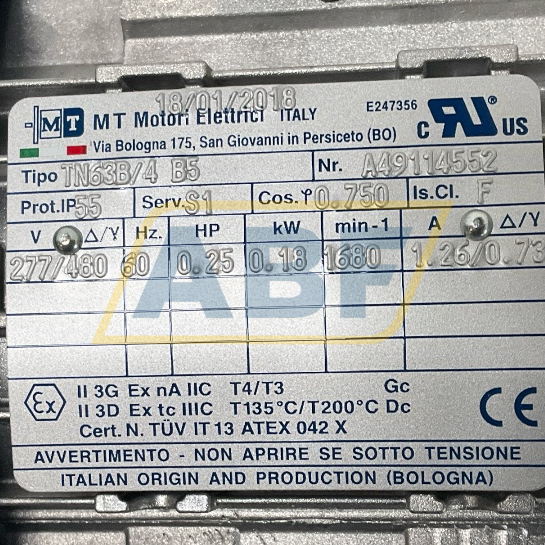 18/01/2018
MT MT Motori Elettrici ITALY E247356
Via Bologna 175, San Giovanni in Persiceto (BO) c RU ® US
Tipo TN63B/4 B5 Nr. A49114552
Prot.IP 55 Serv. S1 Cos.φ 0.750 Is.Cl. F
V Δ/Y Hz. HP kW min-1 A Δ/Y
277/480 60 0.25 0.18 1680 1.26/0.73
ABF
Ex II 3G Ex nA IIC T4/T3 Gc
II 3D Ex tc IIIC T135°C/T200°C Dc CE
Cert. N. TÜV IT 13 ATEX 042 X
AVVERTIMENTO - NON APRIRE SE SOTTO TENSIONE
ITALIAN ORIGIN AND PRODUCTION (BOLOGNA)